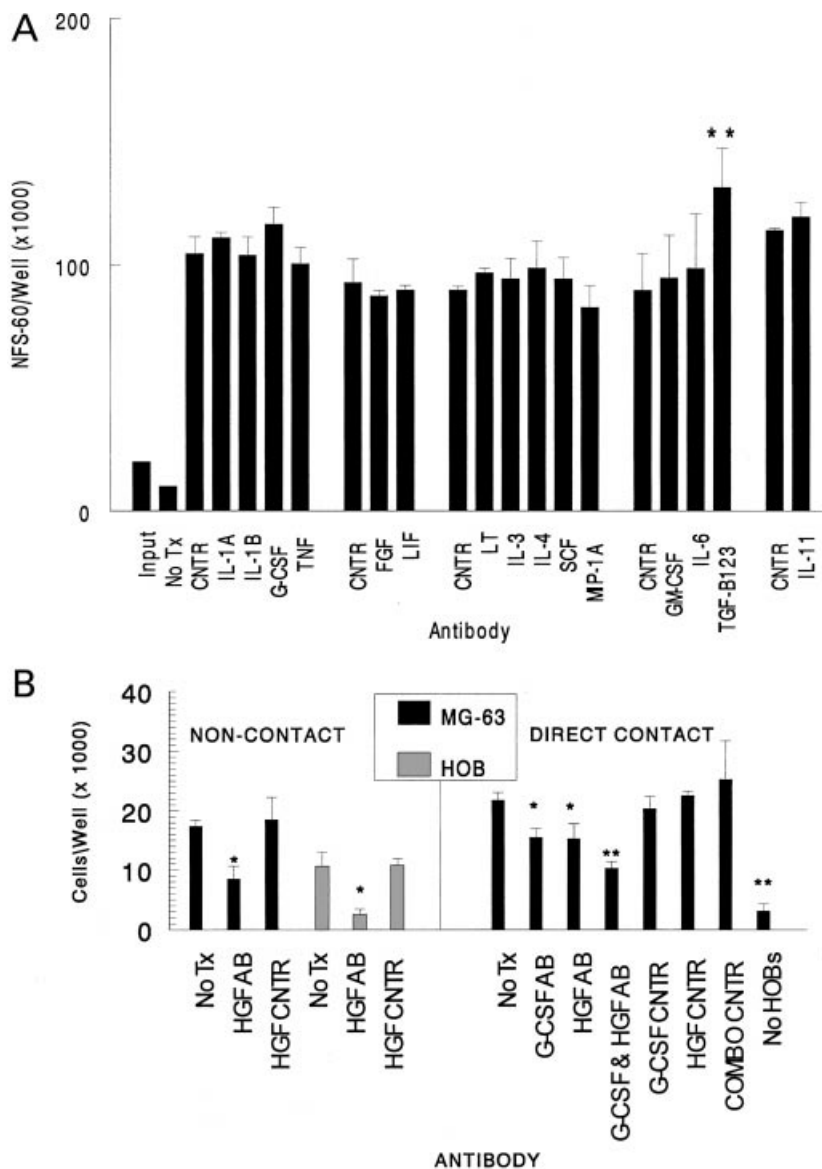 A
200
100
0
NFS-60/Well (x1000)
* *
Input
No Tx
CNTR
IL-1A
IL-1B
G-CSF
TNF
CNTR
FGF
LIF
CNTR
LT
IL-3
IL-4
SCF
MIP-1A
CNTR
GM-CSF
IL-6
TGF-B123
CNTR
IL-11
Antibody
B
40
30
20
10
0
Cells\Well (x 1000)
NON-CONTACT
MG-63
HOB
DIRECT CONTACT
*
*
*
*
**
**
No Tx
HGF AB
HGF CNTR
No Tx
HGF AB
HGF CNTR
No Tx
G-CSF AB
HGF AB
G-CSF & HGF AB
G-CSF CNTR
HGF CNTR
COMBO CNTR
No HOBs
ANTIBODY